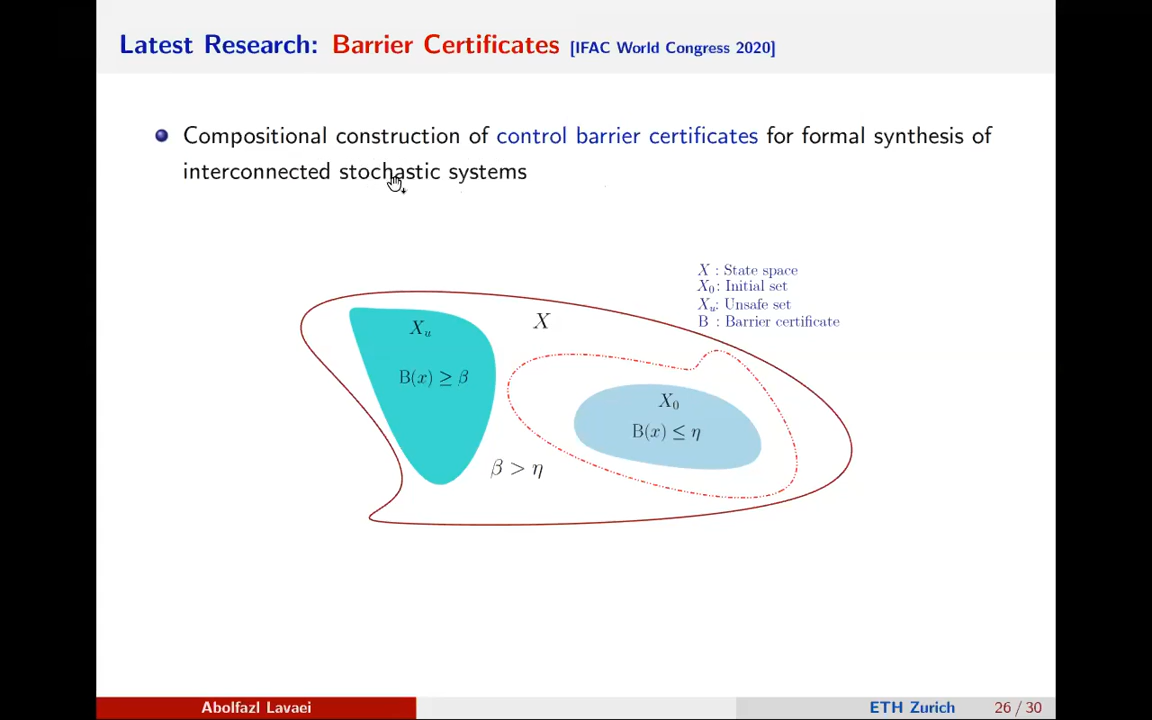 Latest Research: Barrier Certificates [IFAC World Congress 2020]
Compositional construction of control barrier certificates for formal synthesis of
interconnected stochastic systems
X : State space
X₀: Initial set
Xᵤ: Unsafe set
B : Barrier certificate
X
Xᵤ
B(x) ≥ β
X₀
B(x) ≤ η
β > η
Abolfazl Lavaei
ETH Zurich
26 / 30